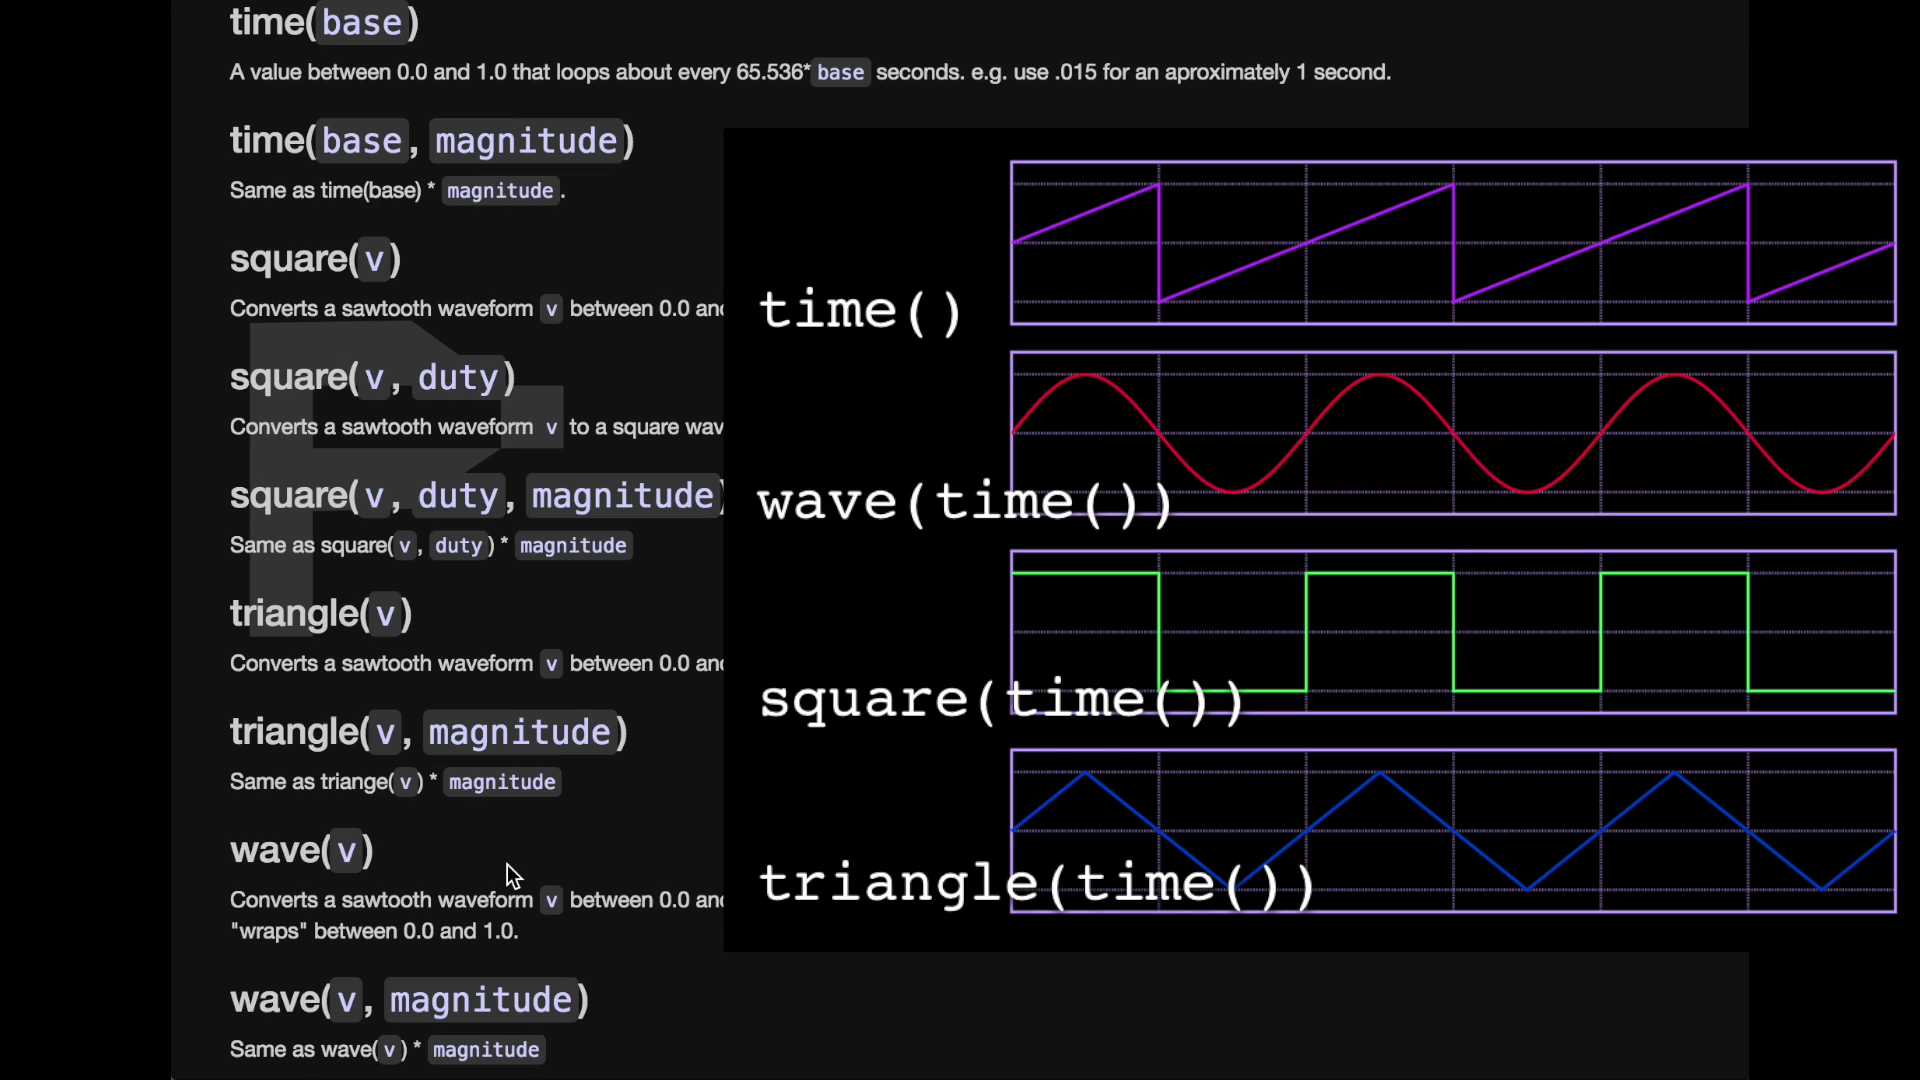 time(base)
A value between 0.0 and 1.0 that loops about every 65.536* base seconds. e.g. use .015 for an aproximately 1 second.
time(base, magnitude)
Same as time(base) * magnitude .
square(v)
Converts a sawtooth waveform v between 0.0 and
square(v, duty)
Converts a sawtooth waveform v to a square wav
square(v, duty, magnitude)
Same as square( v , duty ) * magnitude
triangle(v)
Converts a sawtooth waveform v between 0.0 and
triangle(v, magnitude)
Same as triange( v ) * magnitude
wave(v)
Converts a sawtooth waveform v between 0.0 and
"wraps" between 0.0 and 1.0.
wave(v, magnitude)
Same as wave( v ) * magnitude
time()
wave(time())
square(time())
triangle(time())